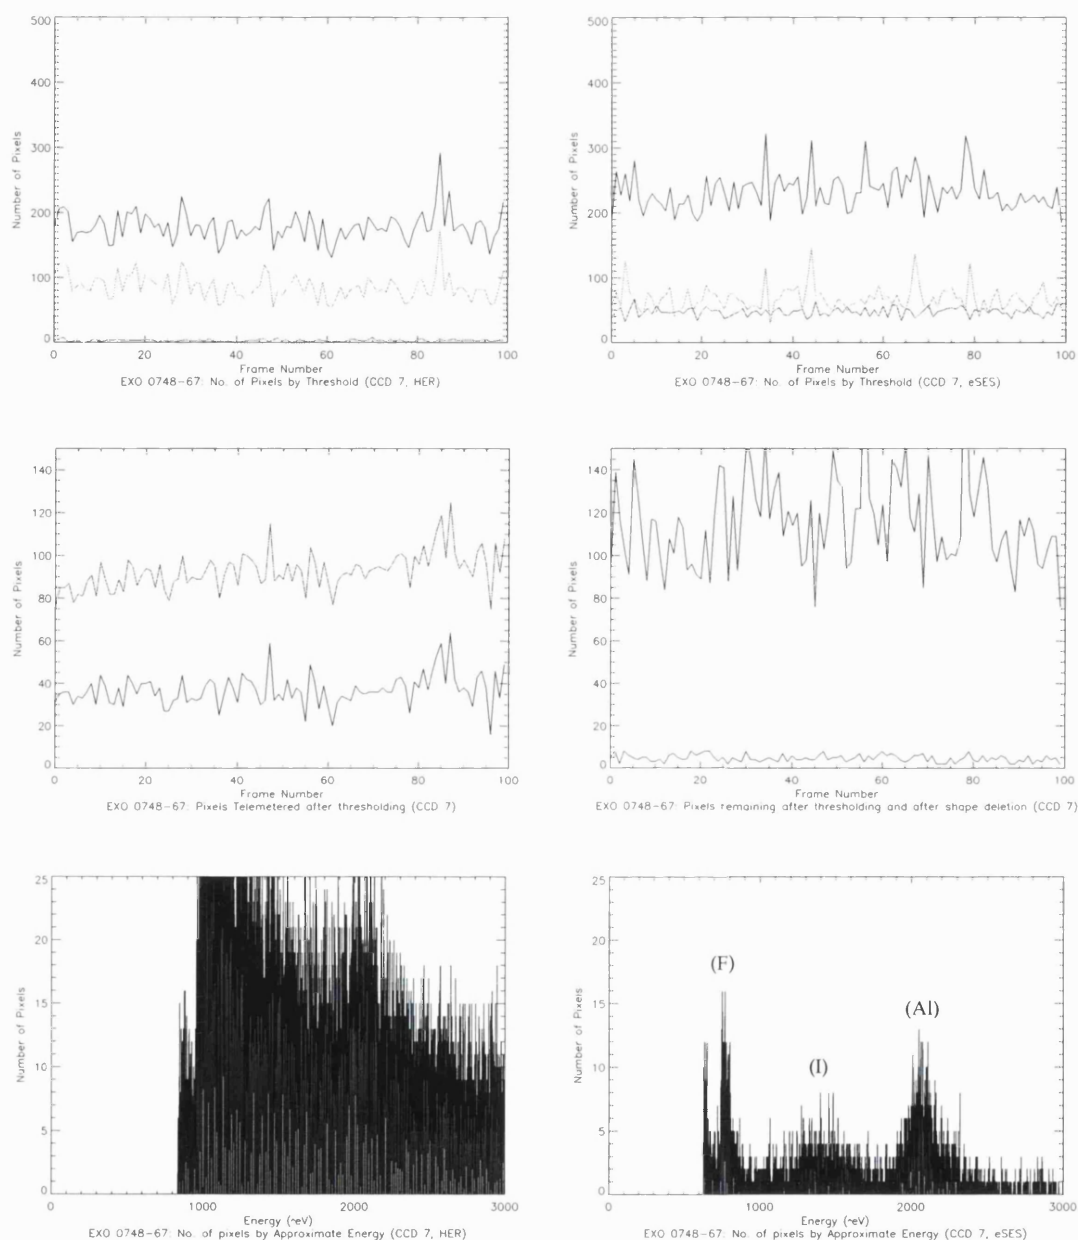 500
400
300
200
100
0
Number of Pixels
0 20 40 60 80 100
Frame Number
EXO 0748-67: No. of Pixels by Threshold (CCD 7, HER)
500
400
300
200
100
0
Number of Pixels
0 20 40 60 80 100
Frame Number
EXO 0748-67: No. of Pixels by Threshold (CCD 7, eSES)
140
120
100
80
60
40
20
0
Number of Pixels
0 20 40 60 80 100
Frame Number
EXO 0748-67: Pixels Telemetered after thresholding (CCD 7)
140
120
100
80
60
40
20
0
Number of Pixels
0 20 40 60 80 100
Frame Number
EXO 0748-67: Pixels remaining after thresholding and after shape deletion (CCD 7)
25
20
15
10
5
0
Number of Pixels
1000 2000 3000
Energy (~eV)
EXO 0748-67: No. of pixels by Approximate Energy (CCD 7, HER)
25
20
15
10
5
0
Number of Pixels
(F)
(I)
(Al)
1000 2000 3000
Energy (~eV)
EXO 0748-67: No. of pixels by Approximate Energy (CCD 7, eSES)